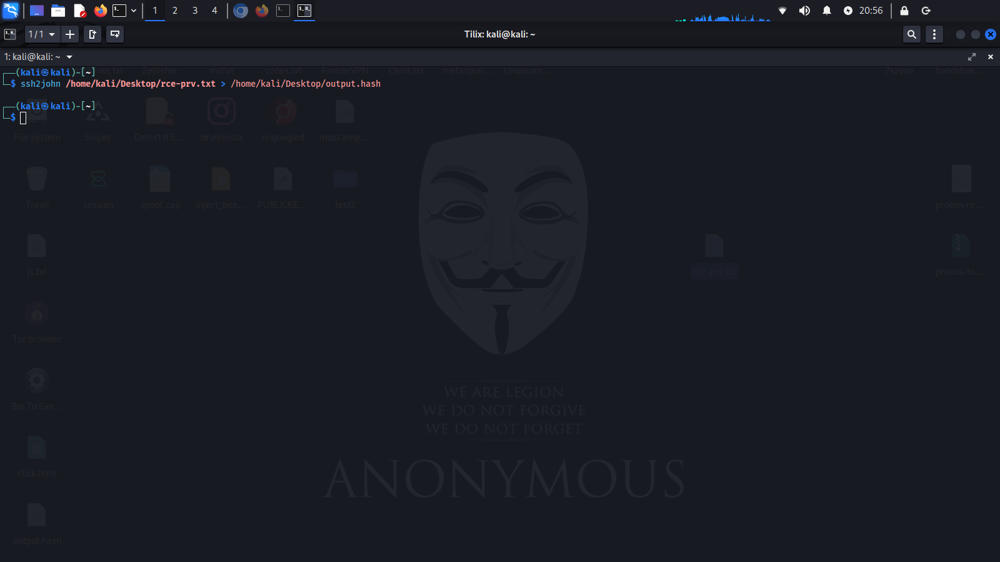 1 2 3 4 20:56
1 / 1 Tilix: kali@kali: ~
1: kali@kali: ~
Zphisher miftat codes.txt Proton VPN Osint.txt metasplai... Linuxcom... 7sayna handshak...
┌──(kali㉿kali)-[~]
└─$ ssh2john /home/kali/Desktop/rce-prv.txt > /home/kali/Desktop/output.hash
┌──(kali㉿kali)-[~]
└─$
File System Sniper Detect It E... bruteinsta ungoogled most amp...
Trash session spoof.cap inject_bee... PUBLICKE... test2 proton-re...
js.txt rce-prv.txt photos-to...
Tor browser
WE ARE LEGION
Bat To Exe... WE DO NOT FORGIVE
WE DO NOT FORGET
click.html ANONYMOUS
output.hash